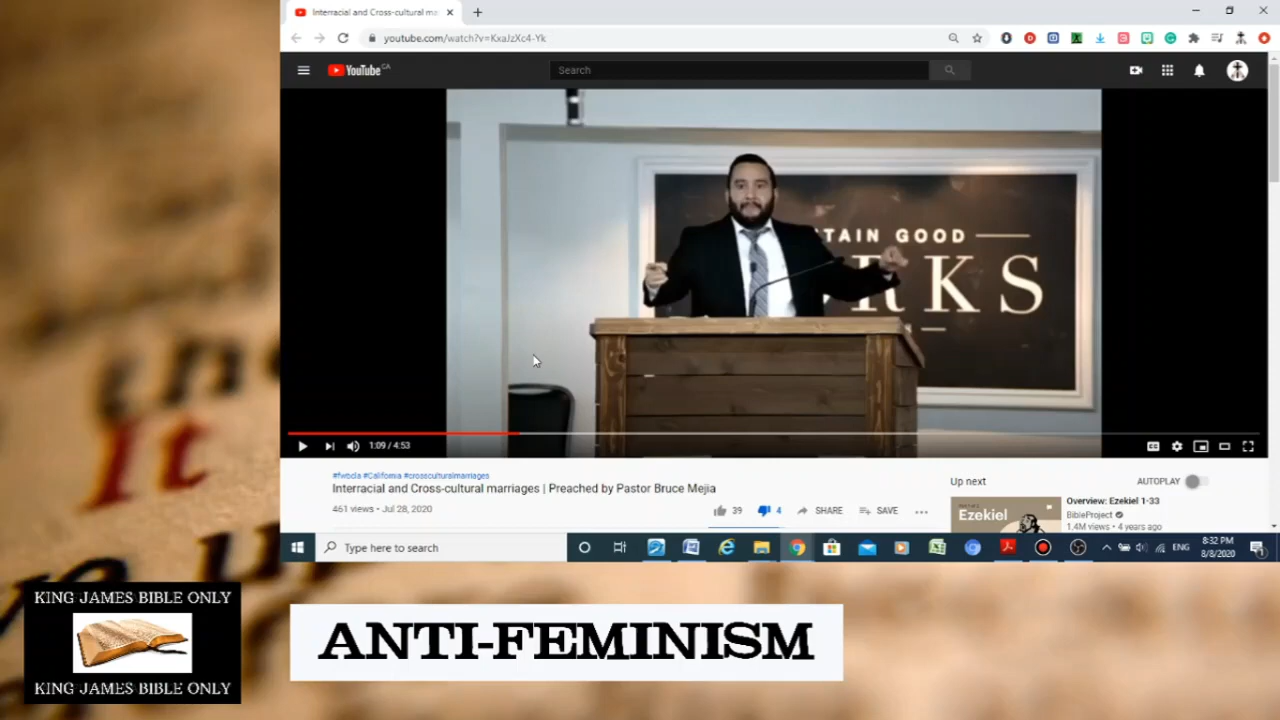 Interracial and Cross-cultural ma
youtube.com/watch?v=KxaJzXc4-Yk
YouTube CA
Search
TAIN GOOD
RKS
1:09 / 4:53
#fwbcla #California #crossculturalmarriages
Interracial and Cross-cultural marriages | Preached by Pastor Bruce Mejia
461 views • Jul 28, 2020
39
4
SHARE
SAVE
Up next
AUTOPLAY
Ezekiel
Overview: Ezekiel 1-33
BibleProject
1.4M views • 4 years ago
Type here to search
ENG
8:32 PM
8/8/2020
the
It
KING JAMES BIBLE ONLY
KING JAMES BIBLE ONLY
ANTI-FEMINISM